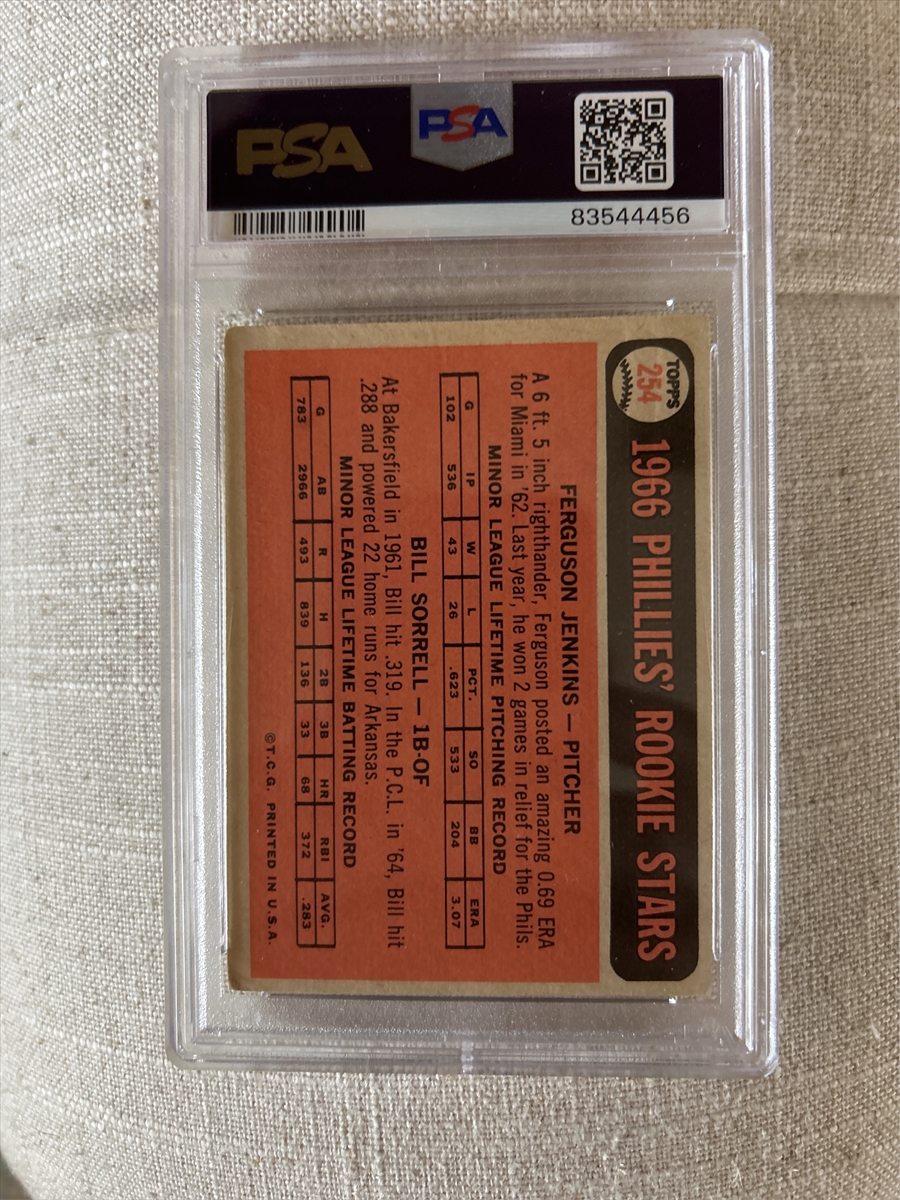 PSA
PSA
83544456
TOPPS
254
1966 PHILLIES' ROOKIE STARS
FERGUSON JENKINS — PITCHER
A 6 ft. 5 inch righthander, Ferguson posted an amazing 0.69 ERA
for Miami in '62. Last year, he won 2 games in relief for the Phils.
MINOR LEAGUE LIFETIME PITCHING RECORD
G IP W L PCT. SO BB ERA
102 536 43 26 .623 533 204 3.07
BILL SORRELL — 1B-OF
At Bakersfield in 1961, Bill hit .319. In the P.C.L. in '64, Bill hit
.288 and powered 22 home runs for Arkansas.
MINOR LEAGUE LIFETIME BATTING RECORD
G AB R H 2B 3B HR RBI AVG.
783 2966 493 839 136 33 68 372 .283
©T.C.G. PRINTED IN U.S.A.